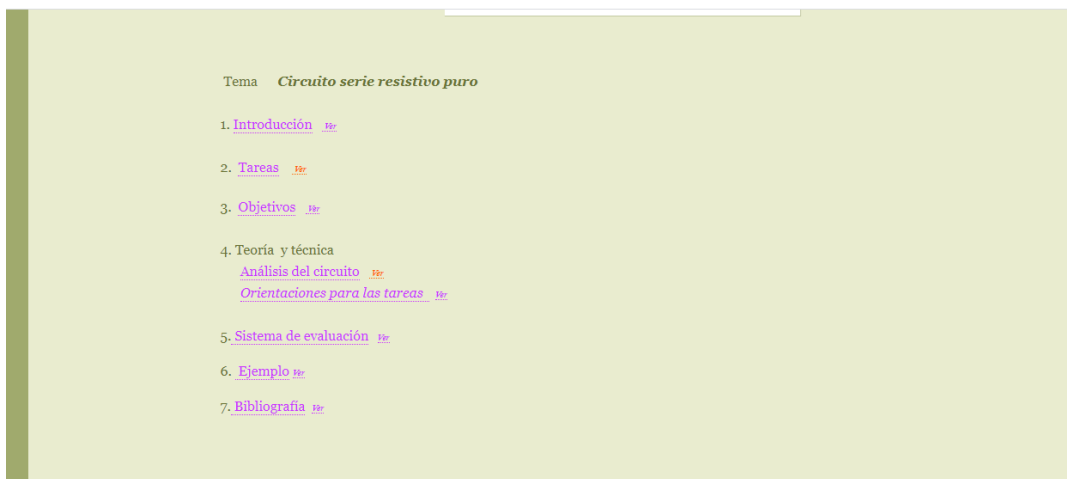 Tema Circuito serie resistivo puro
1. Introducción Ver
2. Tareas Ver
3. Objetivos Ver
4. Teoría y técnica
Análisis del circuito Ver
Orientaciones para las tareas Ver
5. Sistema de evaluación Ver
6. Ejemplo Ver
7. Bibliografía Ver